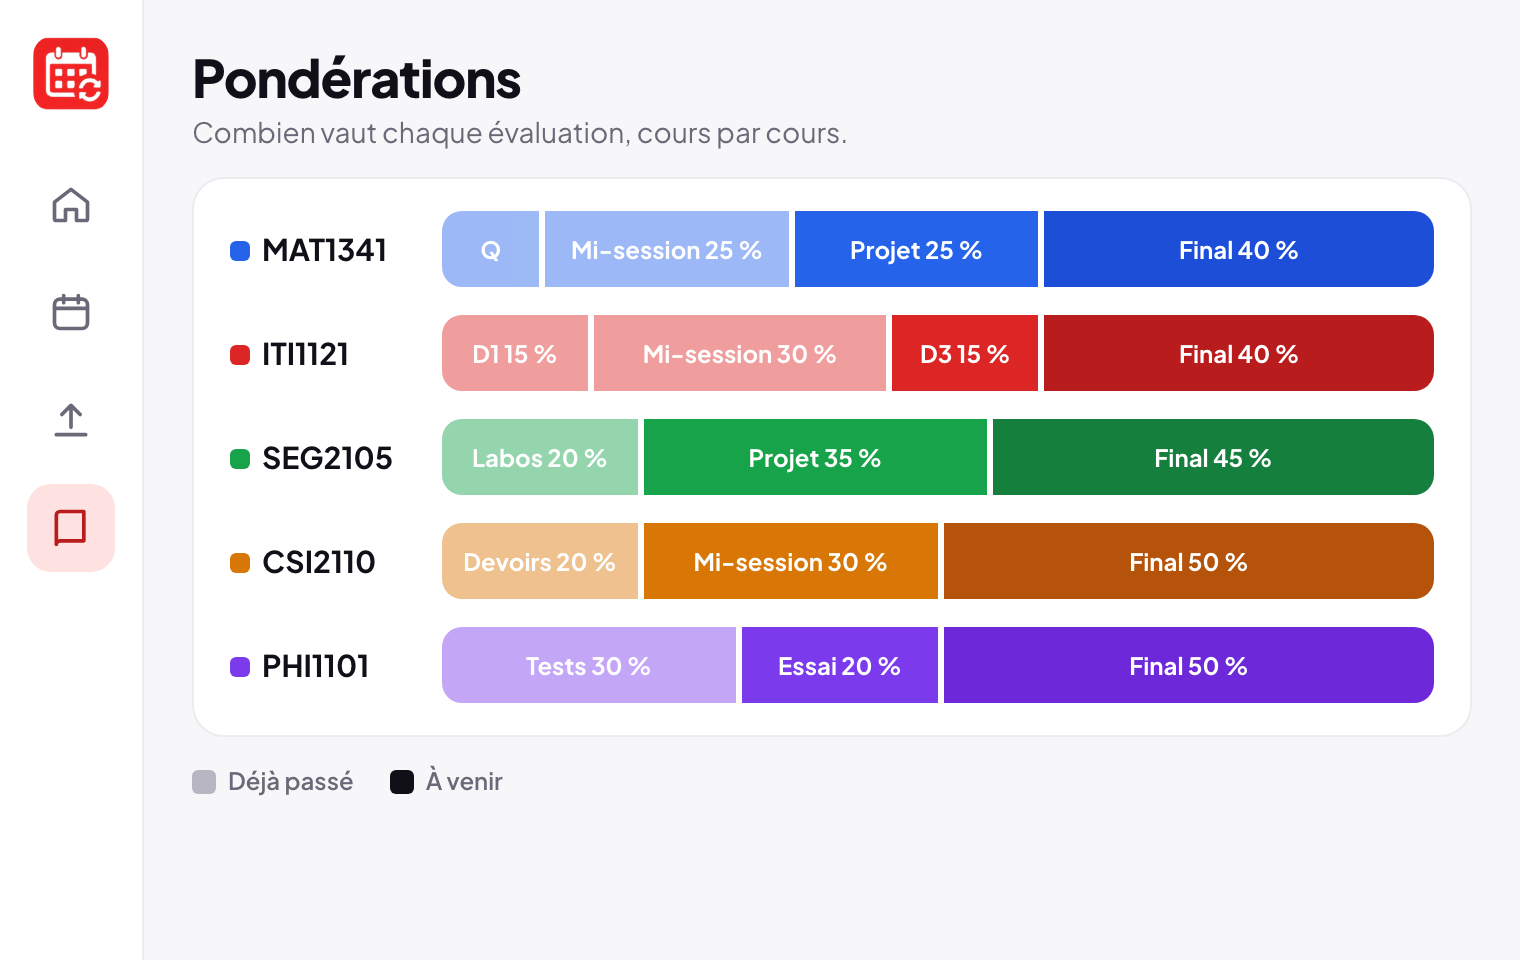 Pondérations
Combien vaut chaque évaluation, cours par cours.
MAT1341 Q Mi-session 25 % Projet 25 % Final 40 %
ITI1121 D1 15 % Mi-session 30 % D3 15 % Final 40 %
SEG2105 Labos 20 % Projet 35 % Final 45 %
CSI2110 Devoirs 20 % Mi-session 30 % Final 50 %
PHI1101 Tests 30 % Essai 20 % Final 50 %
Déjà passé À venir